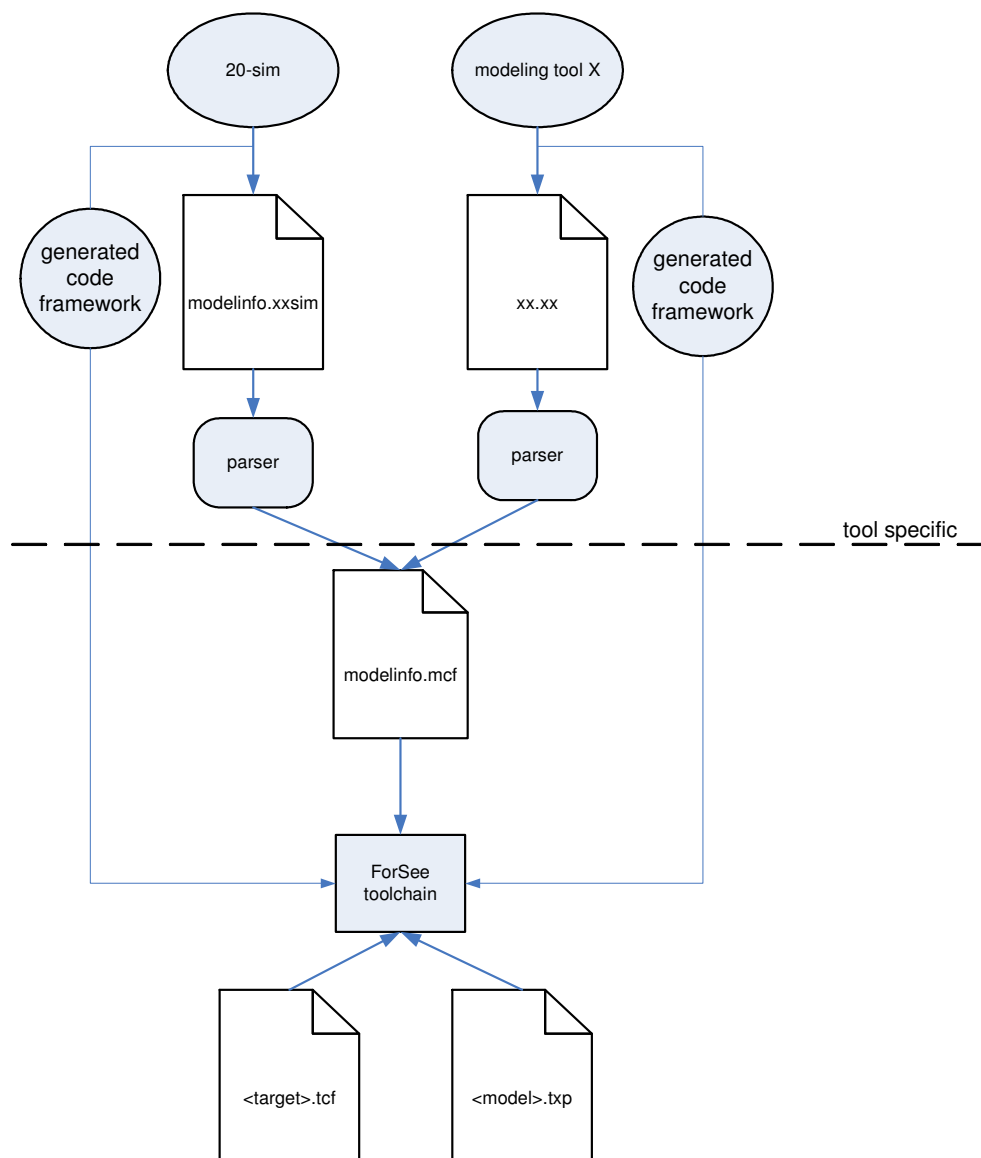 20-sim
modeling tool X
generated
code
framework
modelinfo.xxsim
xx.xx
generated
code
framework
parser
parser
tool specific
modelinfo.mcf
ForSee
toolchain
<target>.tcf
<model>.txp